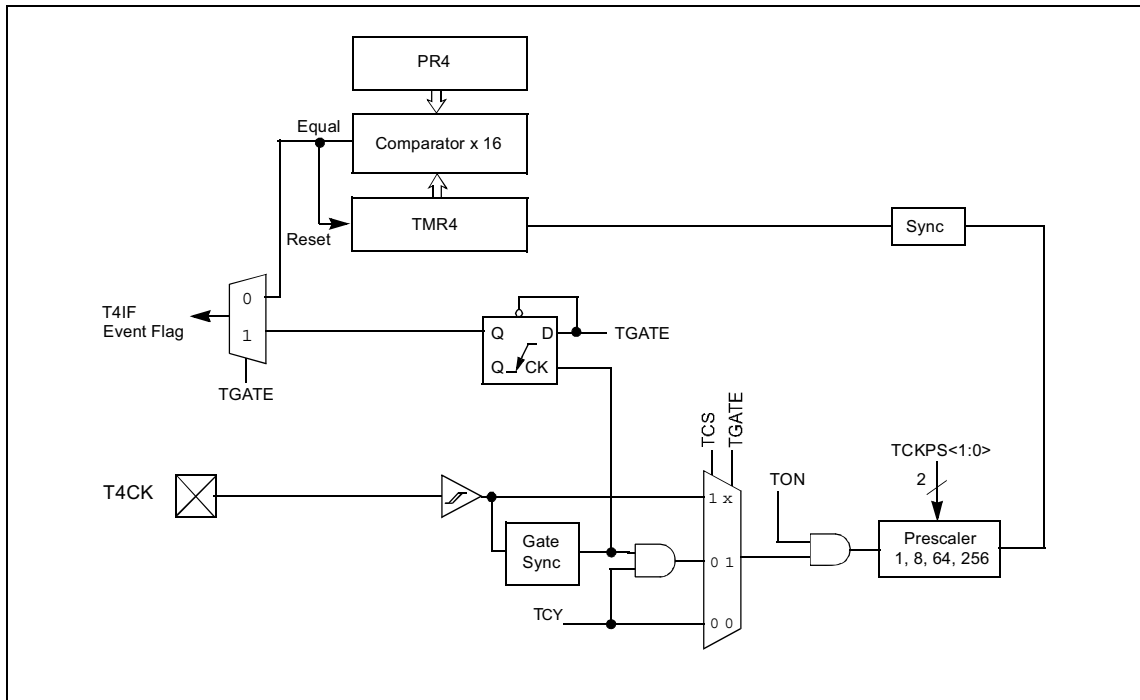 PR4
Equal
Comparator x 16
TMR4
Reset
Sync
0
T4IF
Event Flag
1
Q
D
TGATE
Q
CK
TGATE
TCS
TGATE
TCKPS<1:0>
2
T4CK
TON
1 x
Gate
Sync
Prescaler
1, 8, 64, 256
0 1
TCY
0 0